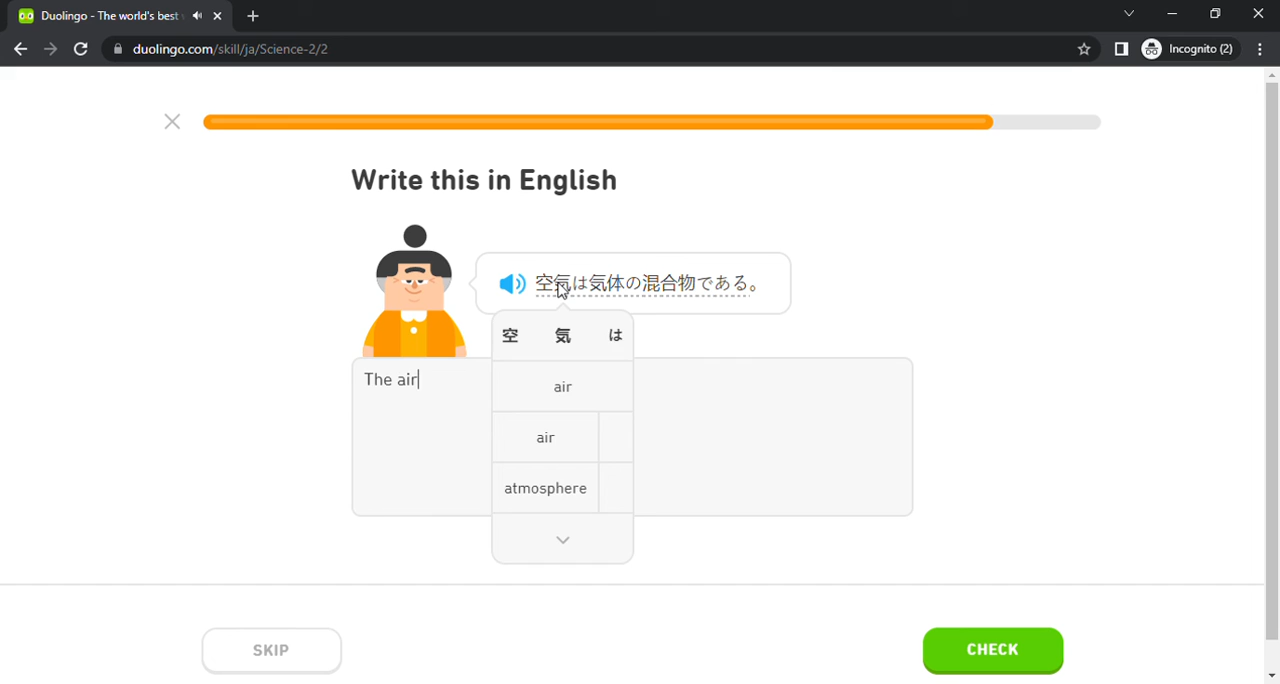 Duolingo - The world's best
duolingo.com/skill/ja/Science-2/2
Incognito (2)
Write this in English
空気は気体の混合物である。
空 気 は
The air
air
air
atmosphere
SKIP
CHECK